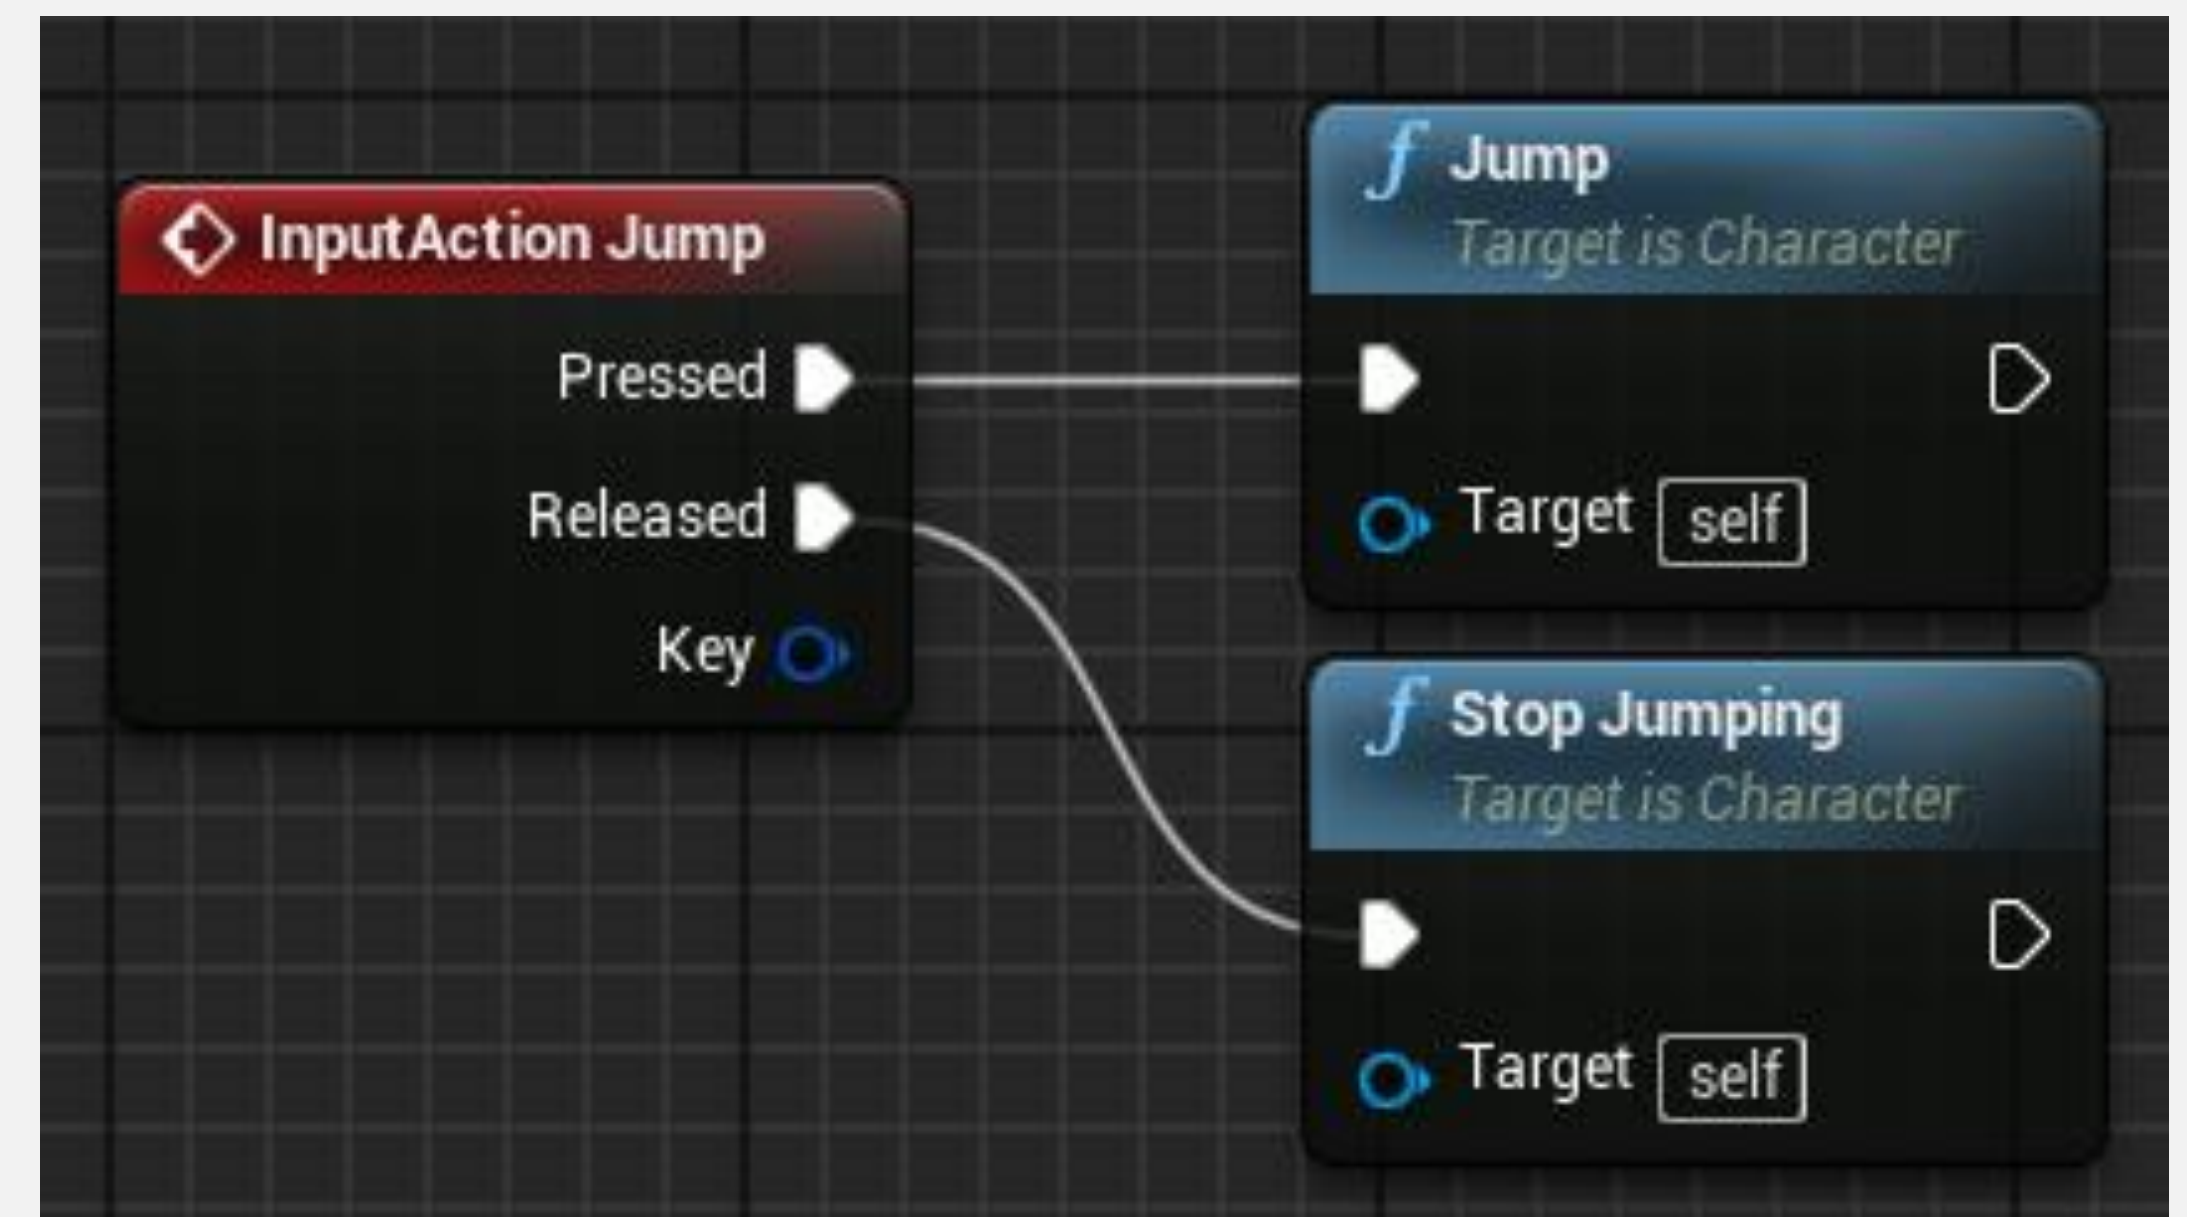 InputAction Jump
Pressed
Released
Key
f Jump
Target is Character
Target self
f Stop Jumping
Target is Character
Target self